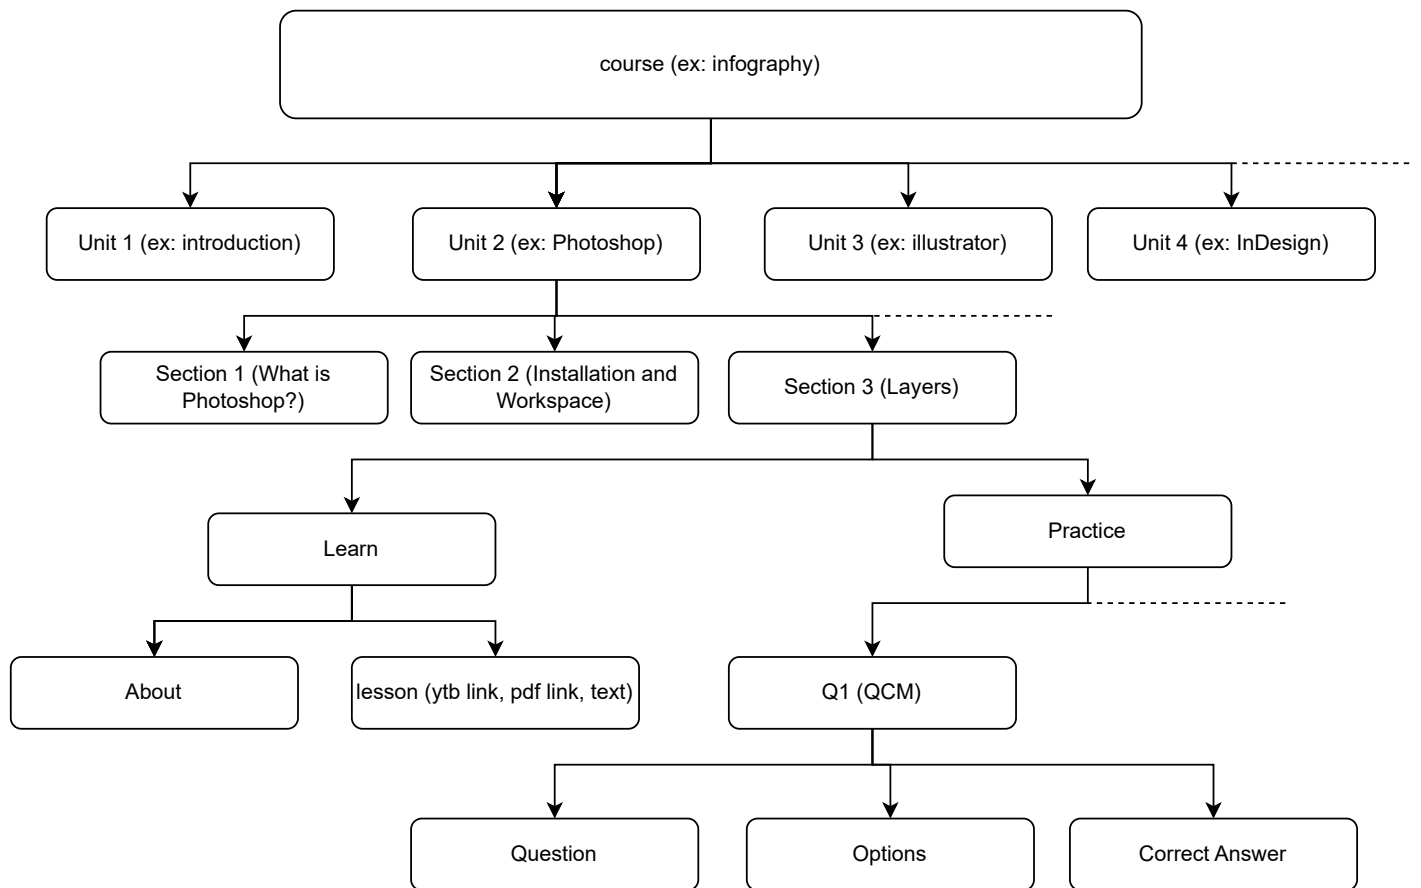 course (ex: infography)
Unit 1 (ex: introduction)
Unit 2 (ex: Photoshop)
Unit 3 (ex: illustrator)
Unit 4 (ex: InDesign)
Section 1 (What is
Photoshop?)
Section 2 (Installation and
Workspace)
Section 3 (Layers)
Learn
Practice
About
lesson (ytb link, pdf link, text)
Q1 (QCM)
Question
Options
Correct Answer